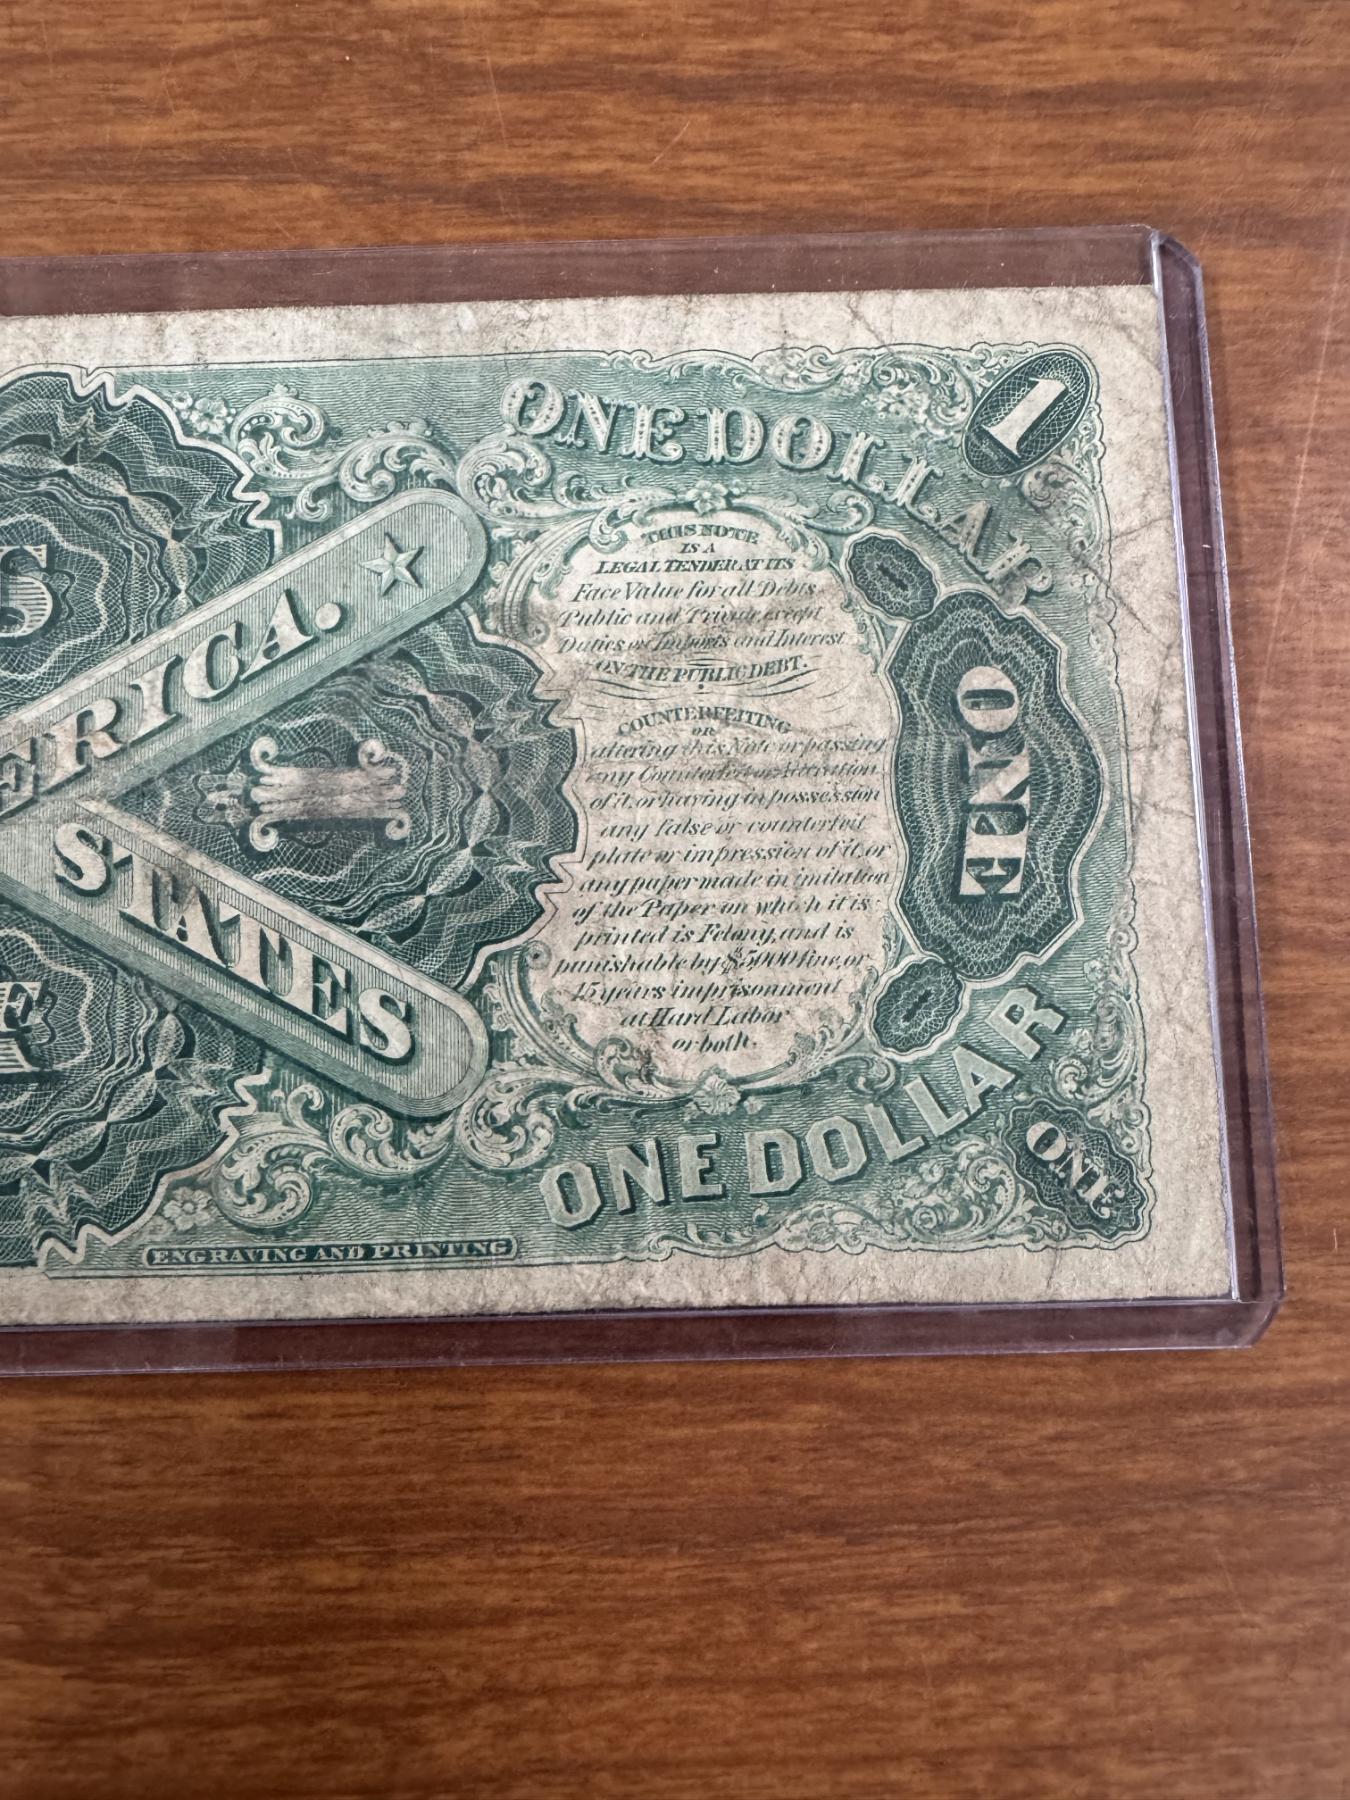 ONE DOLLAR
1
S
ERICA.
THIS NOTE
IS A
LEGAL TENDER AT ITS
Face Value for all Debts
Public and Private except
Duties on Imports and Interest
ON THE PUBLIC DEBT.
COUNTERFEITING
OR
altering this Note or passing
any Counterfeit or Alteration
of it, or having in possession
any false or counterfeit
plate or impression of it, or
any paper made in imitation
of the Paper on which it is
printed is Felony, and is
punishable by $5,000 fine, or
15 years imprisonment
at Hard Labor
or both.
ONE
I
STATES
ONE DOLLAR
ONE
ENGRAVING AND PRINTING